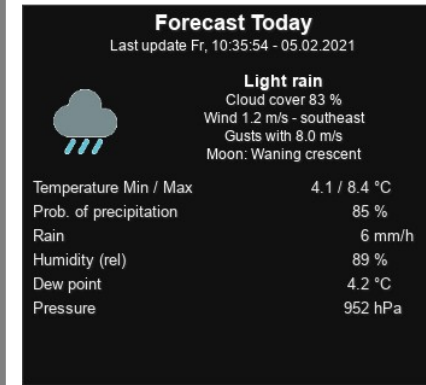 Forecast Today
Last update Fr, 10:35:54 - 05.02.2021
Light rain
Cloud cover 83 %
Wind 1.2 m/s - southeast
Gusts with 8.0 m/s
Moon: Waning crescent
Temperature Min / Max 4.1 / 8.4 °C
Prob. of precipitation 85 %
Rain 6 mm/h
Humidity (rel) 89 %
Dew point 4.2 °C
Pressure 952 hPa